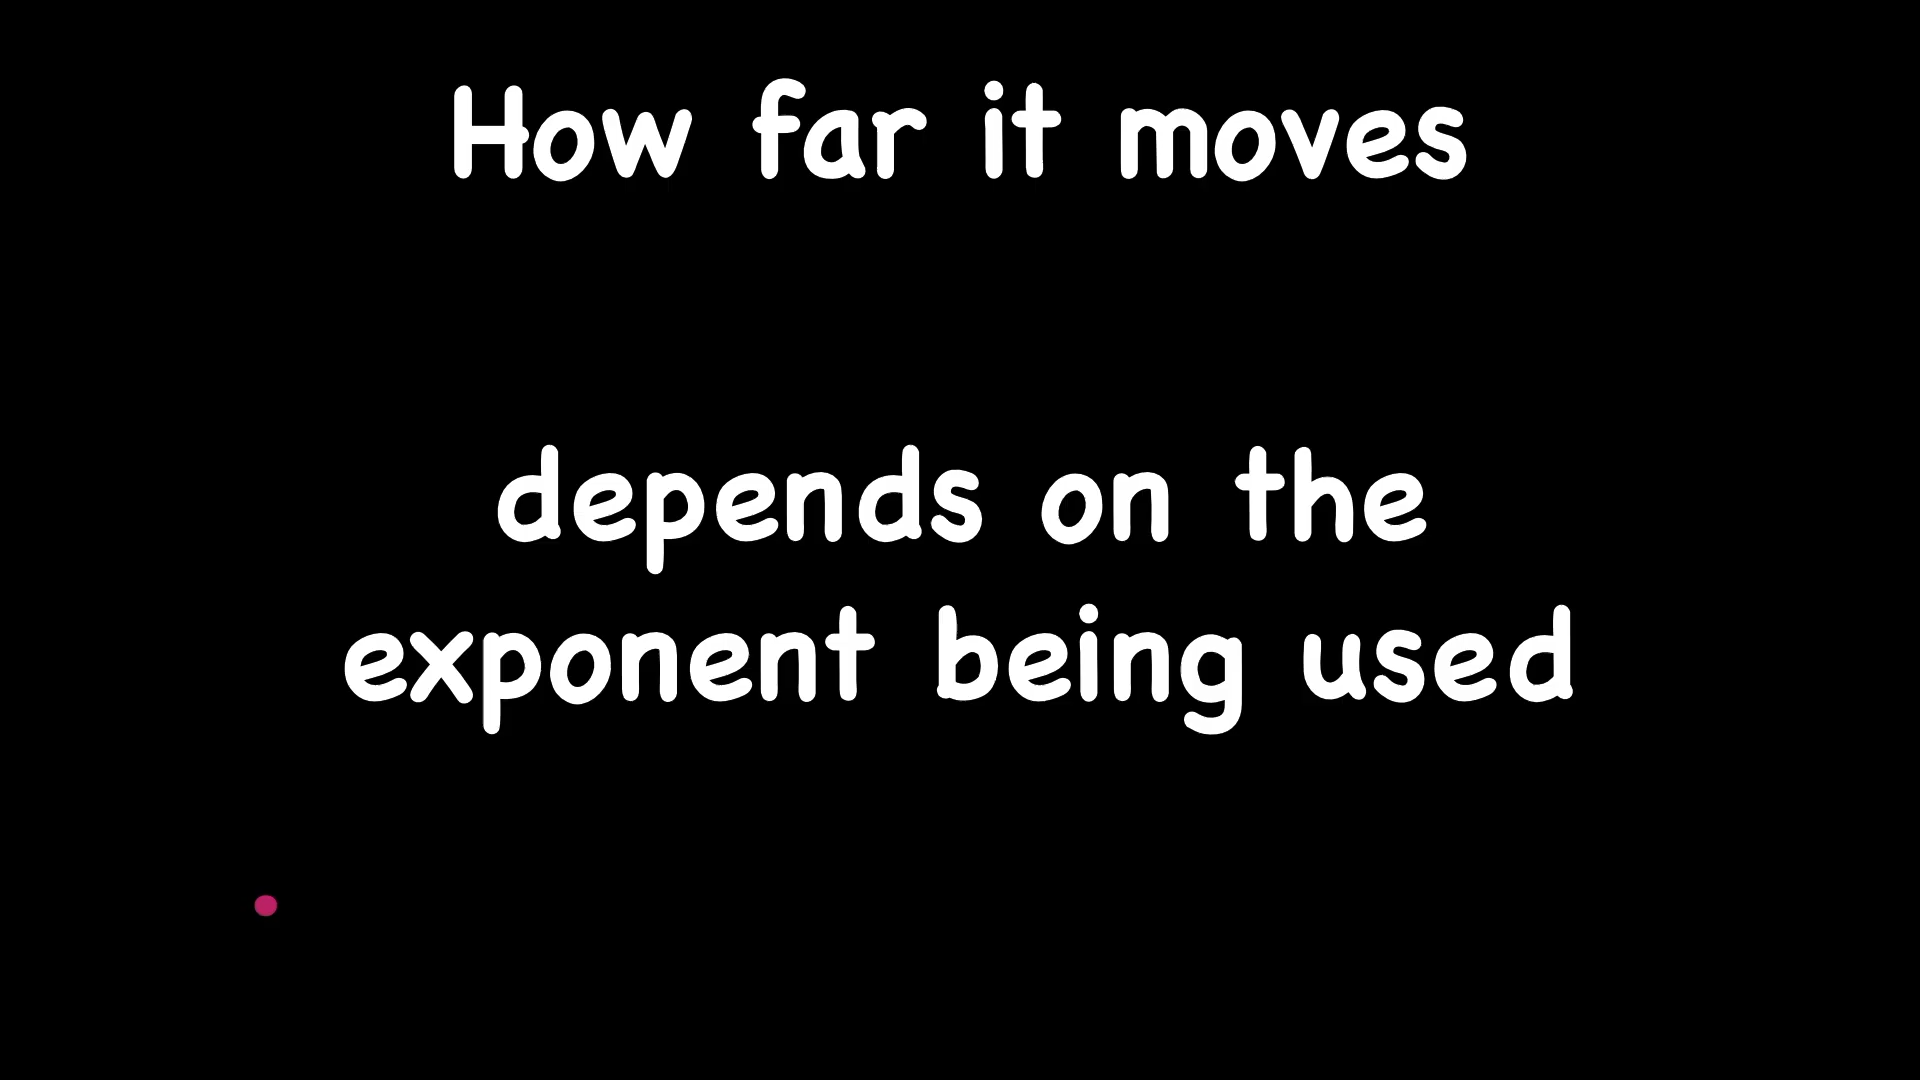 How far it moves
depends on the
exponent being used